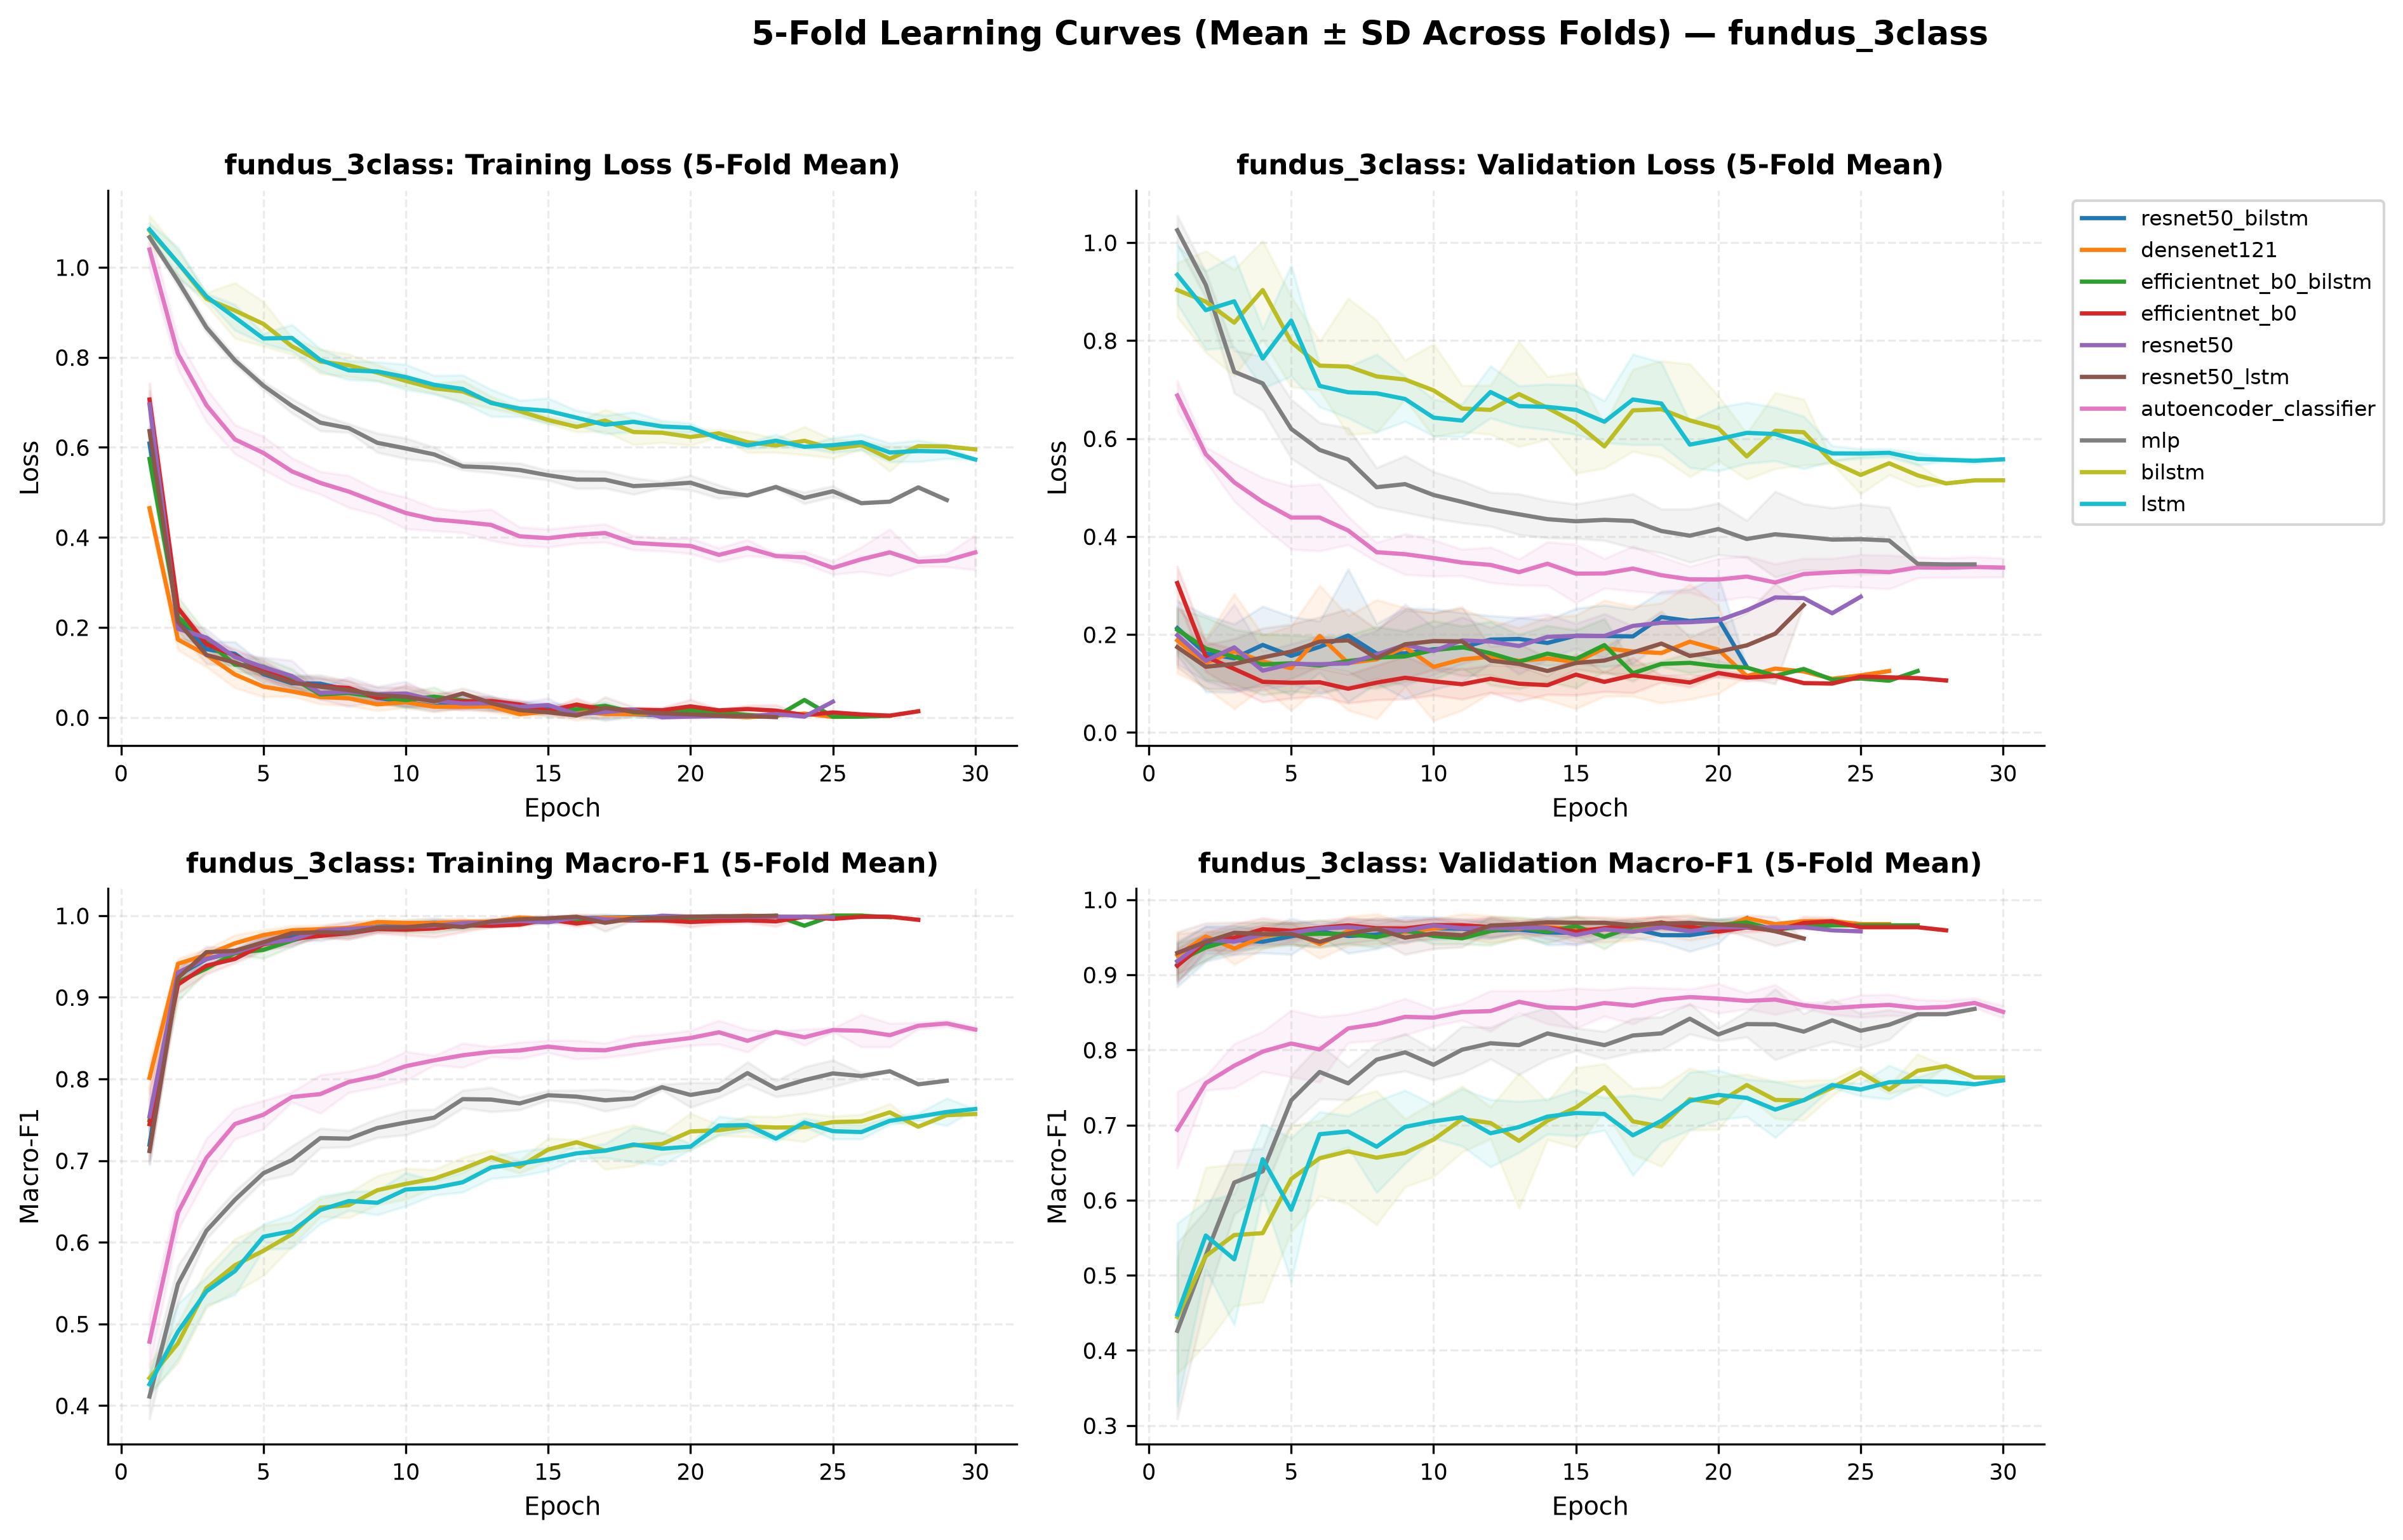 5-Fold Learning Curves (Mean ± SD Across Folds) — fundus_3class
fundus_3class: Training Loss (5-Fold Mean)
Loss
1.0
0.8
0.6
0.4
0.2
0.0
0 5 10 15 20 25 30
Epoch
fundus_3class: Validation Loss (5-Fold Mean)
Loss
1.0
0.8
0.6
0.4
0.2
0.0
0 5 10 15 20 25 30
Epoch
resnet50_bilstm
densenet121
efficientnet_b0_bilstm
efficientnet_b0
resnet50
resnet50_lstm
autoencoder_classifier
mlp
bilstm
lstm
fundus_3class: Training Macro-F1 (5-Fold Mean)
Macro-F1
1.0
0.9
0.8
0.7
0.6
0.5
0.4
0 5 10 15 20 25 30
Epoch
fundus_3class: Validation Macro-F1 (5-Fold Mean)
Macro-F1
1.0
0.9
0.8
0.7
0.6
0.5
0.4
0.3
0 5 10 15 20 25 30
Epoch